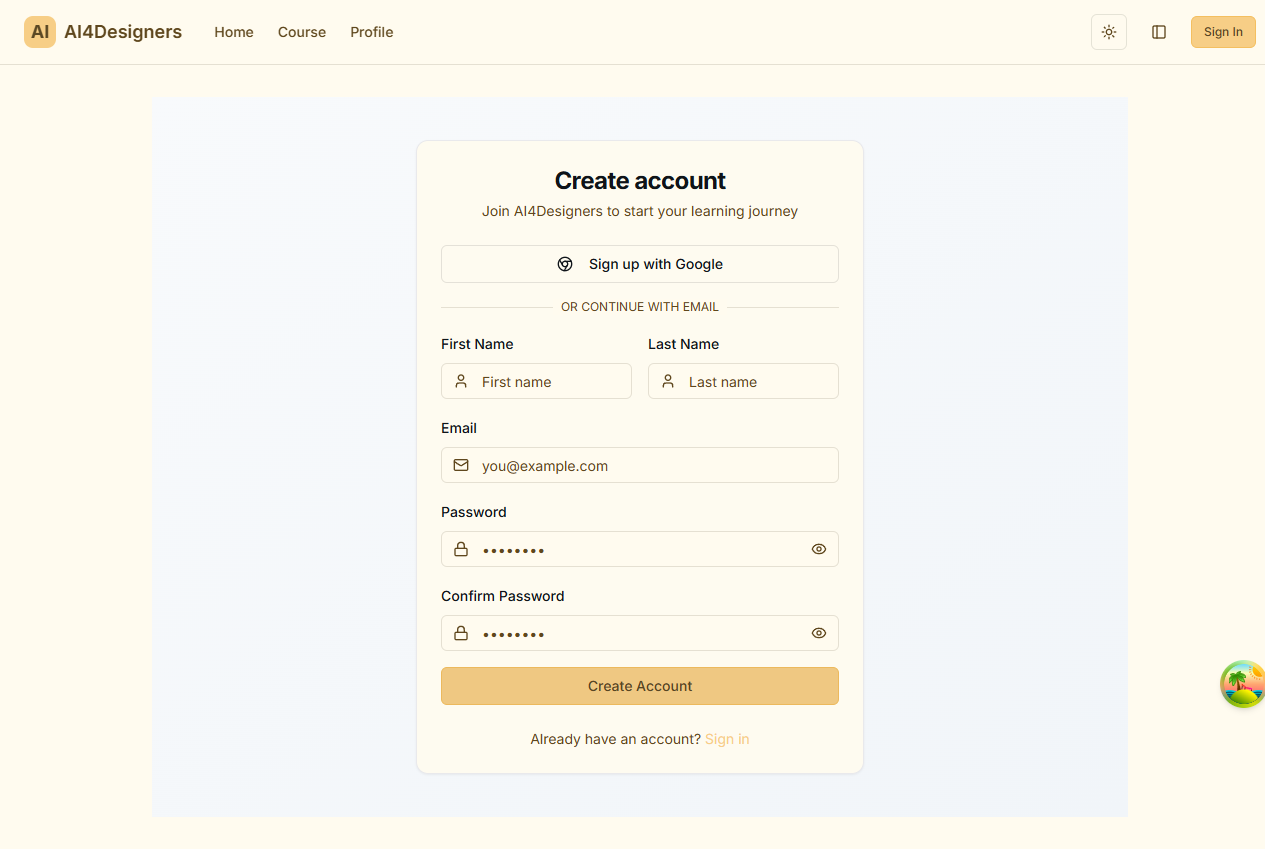 AI AI4Designers Home Course Profile Sign In
Create account
Join AI4Designers to start your learning journey
Sign up with Google
OR CONTINUE WITH EMAIL
First Name Last Name
First name Last name
Email
you@example.com
Password
••••••••
Confirm Password
••••••••
Create Account
Already have an account? Sign in